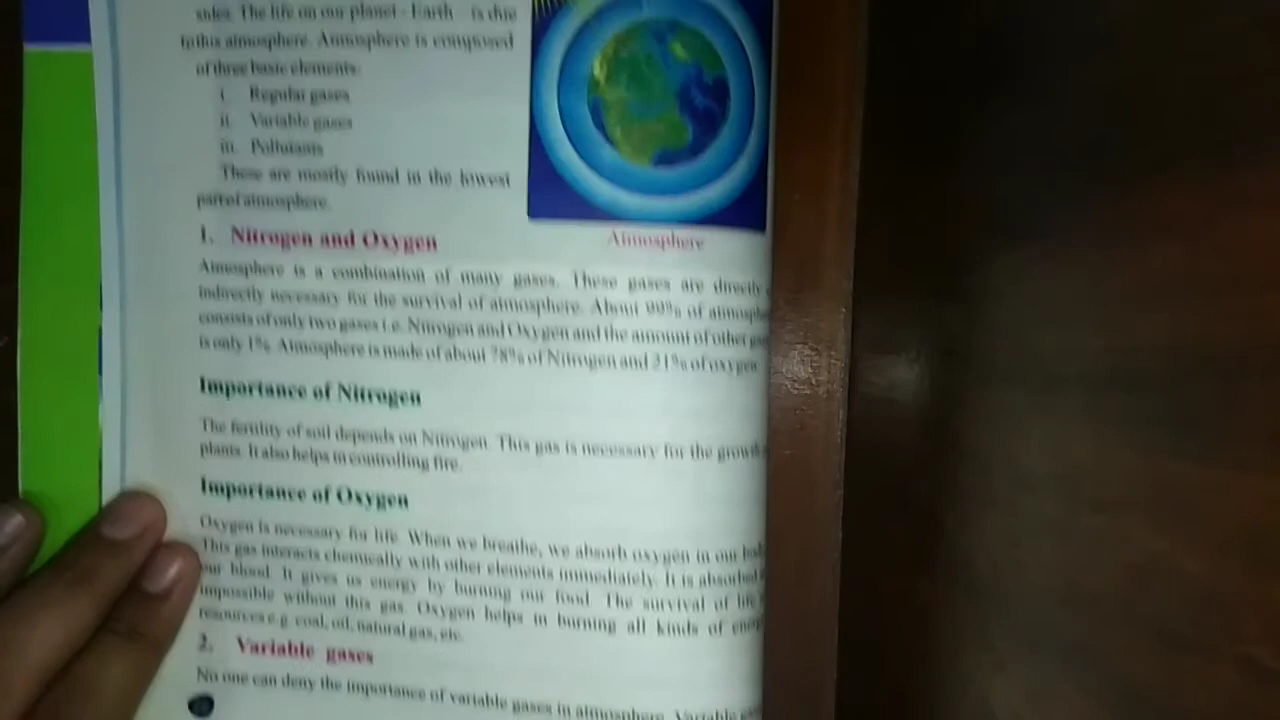 sides. The life on our planet - Earth is due
to this atmosphere. Atmosphere is composed
of three basic elements:
i. Regular gases
ii. Variable gases
iii. Pollutants
These are mostly found in the lowest
part of atmosphere.
Atmosphere
1. Nitrogen and Oxygen
Atmosphere is a combination of many gases. These gases are directly
indirectly necessary for the survival of atmosphere. About 99% of atmosphe
consists of only two gases i.e. Nitrogen and Oxygen and the amount of other
is only 1%. Atmosphere is made of about 78% of Nitrogen and 21% of oxygen.
Importance of Nitrogen
The fertility of soil depends on Nitrogen. This gas is necessary for the growth
plants. It also helps in controlling fire.
Importance of Oxygen
Oxygen is necessary for life. When we breathe, we absorb oxygen in our
This gas interacts chemically with other elements immediately. It is absorbed
our blood. It gives us energy by burning our food. The survival of life
impossible without this gas. Oxygen helps in burning all kinds of
resources e.g. coal, oil, natural gas, etc.
2. Variable gases
No one can deny the importance of variable gases in atmosphere. Variable